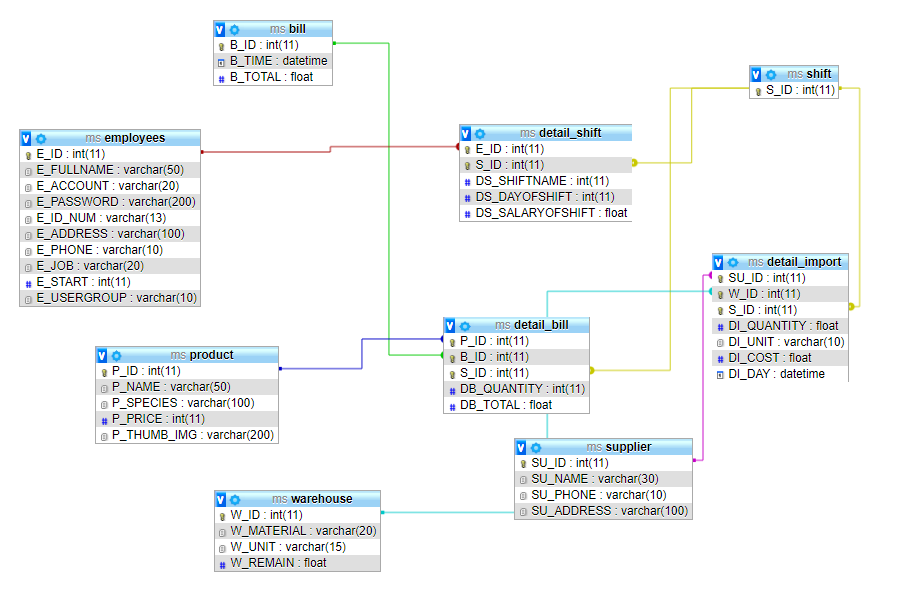 ms bill
B_ID : int(11)
B_TIME : datetime
B_TOTAL : float
ms shift
S_ID : int(11)
ms employees
E_ID : int(11)
E_FULLNAME : varchar(50)
E_ACCOUNT : varchar(20)
E_PASSWORD : varchar(200)
E_ID_NUM : varchar(13)
E_ADDRESS : varchar(100)
E_PHONE : varchar(10)
E_JOB : varchar(20)
E_START : int(11)
E_USERGROUP : varchar(10)
ms detail_shift
E_ID : int(11)
S_ID : int(11)
DS_SHIFTNAME : int(11)
DS_DAYOFSHIFT : int(11)
DS_SALARYOFSHIFT : float
ms detail_import
SU_ID : int(11)
W_ID : int(11)
S_ID : int(11)
DI_QUANTITY : float
DI_UNIT : varchar(10)
DI_COST : float
DI_DAY : datetime
ms detail_bill
P_ID : int(11)
B_ID : int(11)
S_ID : int(11)
DB_QUANTITY : int(11)
DB_TOTAL : float
ms product
P_ID : int(11)
P_NAME : varchar(50)
P_SPECIES : varchar(100)
P_PRICE : int(11)
P_THUMB_IMG : varchar(200)
ms supplier
SU_ID : int(11)
SU_NAME : varchar(30)
SU_PHONE : varchar(10)
SU_ADDRESS : varchar(100)
ms warehouse
W_ID : int(11)
W_MATERIAL : varchar(20)
W_UNIT : varchar(15)
W_REMAIN : float